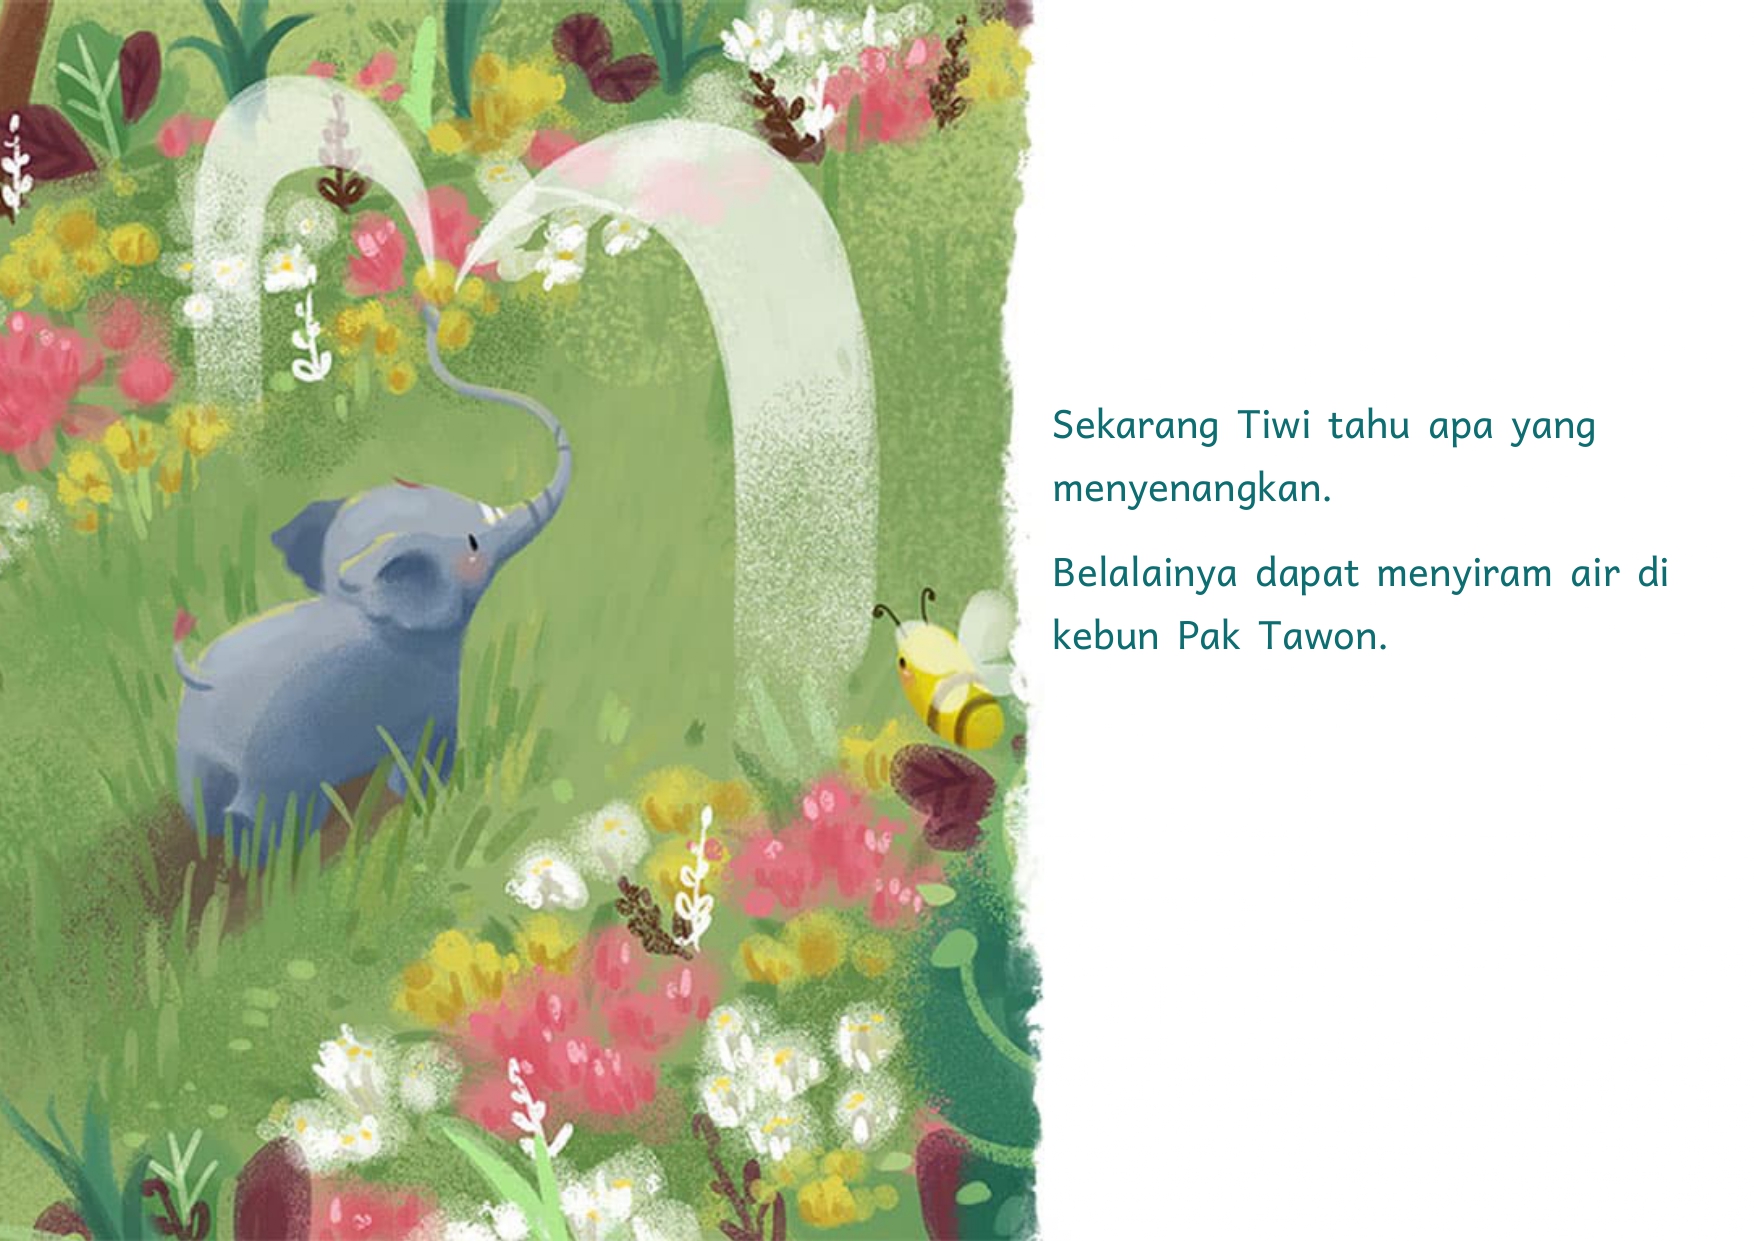 Sekarang Tiwi tahu apa yang
menyenangkan.
Belalainya dapat menyiram air di
kebun Pak Tawon.